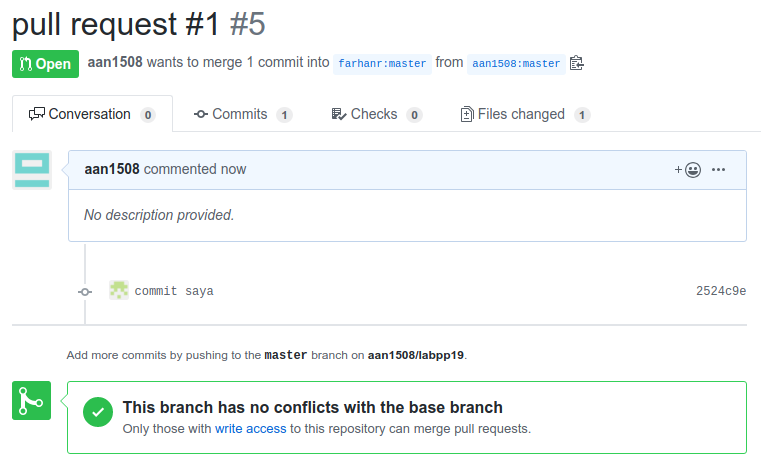 pull request #1 #5
Open aan1508 wants to merge 1 commit into farhanr:master from aan1508:master
Conversation 0 Commits 1 Checks 0 Files changed 1
aan1508 commented now
No description provided.
commit saya 2524c9e
Add more commits by pushing to the master branch on aan1508/labpp19.
This branch has no conflicts with the base branch
Only those with write access to this repository can merge pull requests.